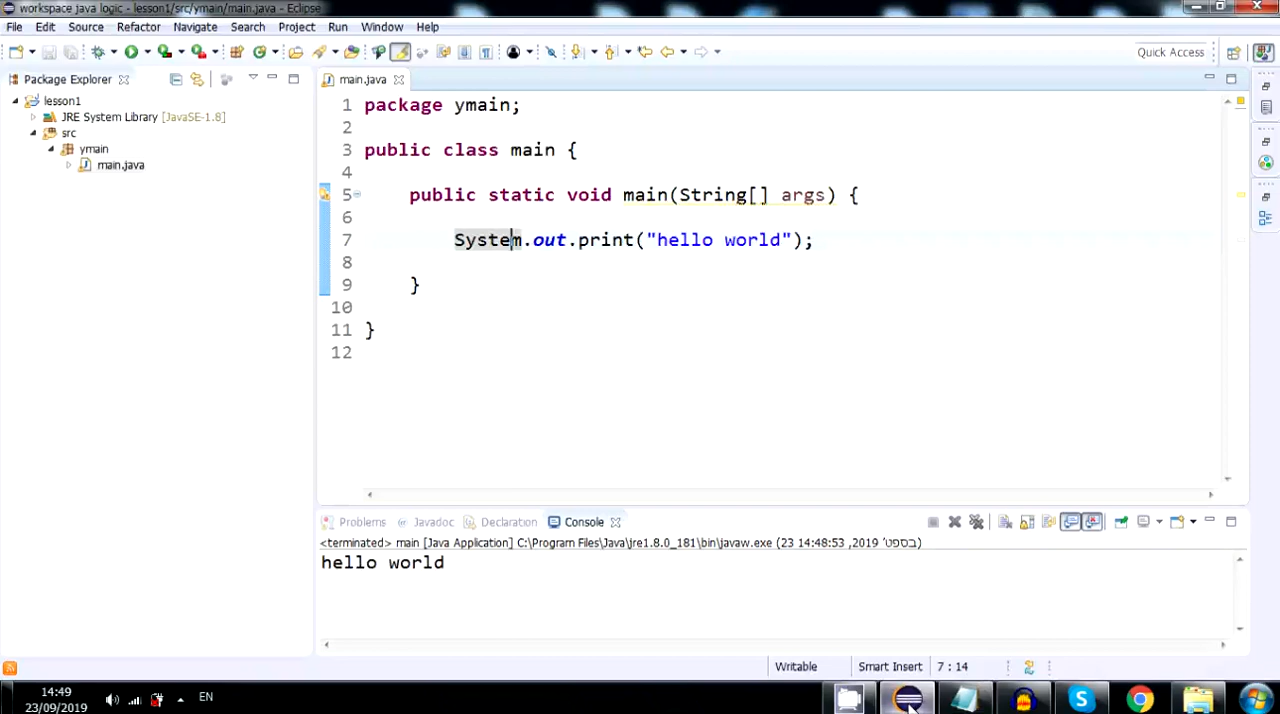 workspace java logic - lesson1/src/ymain/main.java - Eclipse
File Edit Source Refactor Navigate Search Project Run Window Help
Quick Access
Package Explorer
main.java
lesson1
JRE System Library [JavaSE-1.8]
src
ymain
main.java
1 package ymain;
2
3 public class main {
4
5 public static void main(String[] args) {
6
7 System.out.print("hello world");
8
9 }
10
11 }
12
Problems Javadoc Declaration Console
<terminated> main [Java Application] C:\Program Files\Java\jre1.8.0_181\bin\javaw.exe (23 בספט׳ 2019, 14:48:53)
hello world
Writable Smart Insert 7 : 14
14:49
23/09/2019
EN